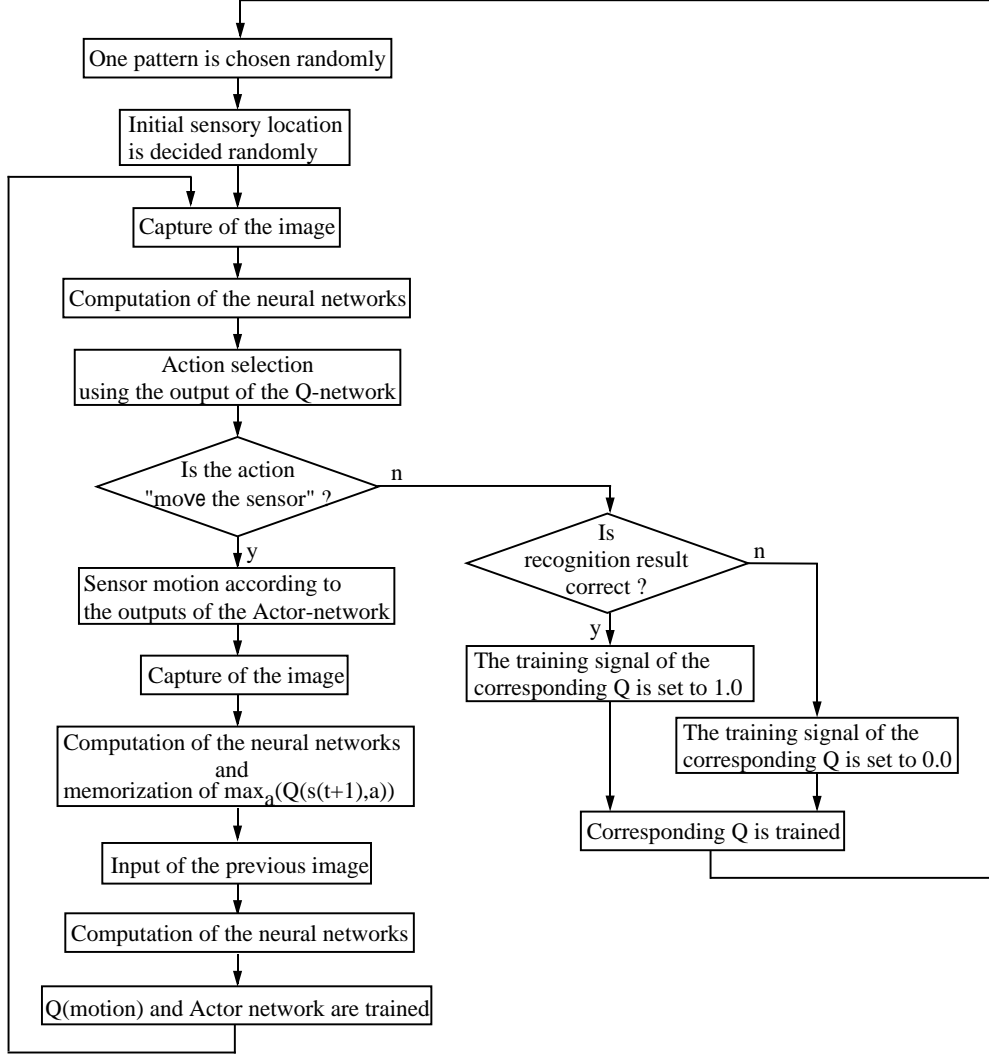 One pattern is chosen randomly
Initial sensory location
is decided randomly
Capture of the image
Computation of the neural networks
Action selection
using the output of the Q-network
Is the action
"move the sensor" ?
n
y
Sensor motion according to
the outputs of the Actor-network
Capture of the image
Computation of the neural networks
and
memorization of max_a(Q(s(t+1),a))
Input of the previous image
Computation of the neural networks
Q(motion) and Actor network are trained
Is
recognition result
correct ?
n
y
The training signal of the
corresponding Q is set to 1.0
The training signal of the
corresponding Q is set to 0.0
Corresponding Q is trained